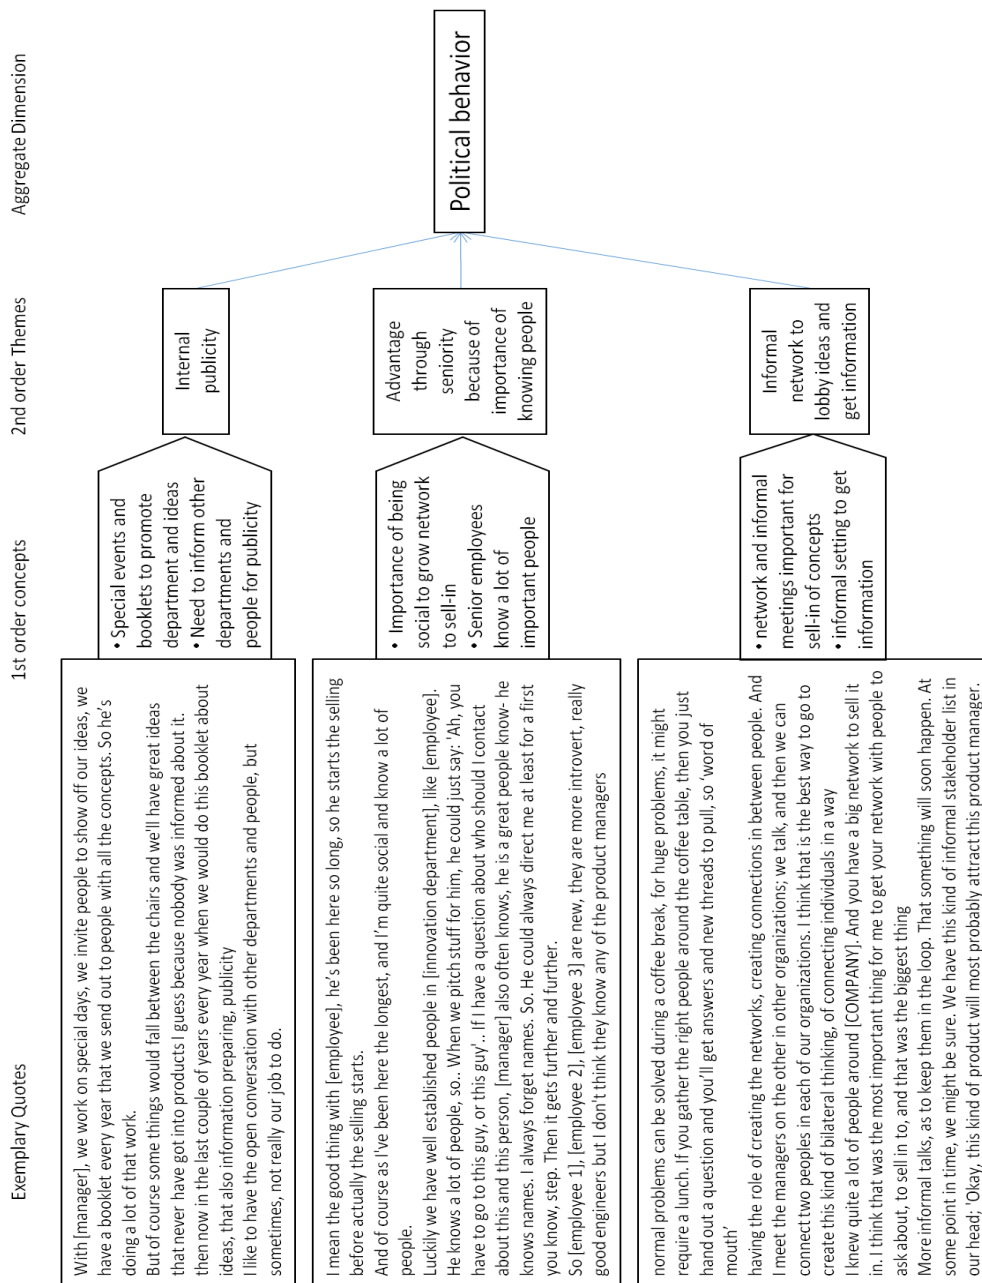 Exemplary Quotes
1st order concepts
2nd order Themes
Aggregate Dimension
With [manager], we work on special days, we invite people to show off our ideas, we
have a booklet every year that we send out to people with all the concepts. So he's
doing a lot of that work.
But of course some things would fall between the chairs and we'll have great ideas
that never have got into products I guess because nobody was informed about it.
then now in the last couple of years every year when we would do this booklet about
ideas, that also information preparing, publicity
I like to have the open conversation with other departments and people, but
sometimes, not really our job to do.
• Special events and
booklets to promote
department and ideas
• Need to inform other
departments and
people for publicity
Internal
publicity
I mean the good thing with [employee], he's been here so long, so he starts the selling
before actually the selling starts.
And of course as I've been here the longest, and I'm quite social and know a lot of
people.
Luckily we have well established people in [innovation department], like [employee].
He knows a lot of people, so.. When we pitch stuff for him, he could just say: 'Ah, you
have to go to this guy, or this guy'.. If I have a question about who should I contact
about this and this person, [manager] also often knows, he is a great people know- he
knows names. I always forget names. So. He could always direct me at least for a first
you know, step. Then it gets further and further.
So [employee 1], [employee 2], [employee 3] are new, they are more introvert, really
good engineers but I don't think they know any of the product managers
• Importance of being
social to grow network
to sell-in
• Senior employees
know a lot of
important people
Advantage
through
seniority
because of
importance of
knowing people
Political behavior
normal problems can be solved during a coffee break, for huge problems, it might
require a lunch. If you gather the right people around the coffee table, then you just
hand out a question and you'll get answers and new threads to pull, so 'word of
mouth'
having the role of creating the networks, creating connections in between people. And
I meet the managers on the other in other organizations; we talk, and then we can
connect two peoples in each of our organizations. I think that is the best way to go to
create this kind of bilateral thinking, of connecting individuals in a way
I knew quite a lot of people around [COMPANY]. And you have a big network to sell it
in. I think that was the most important thing for me to get your network with people to
ask about, to sell in to, and that was the biggest thing
More informal talks, as to keep them in the loop. That something will soon happen. At
some point in time, we might be sure. We have this kind of informal stakeholder list in
our head; 'Okay, this kind of product will most probably attract this product manager.
• network and informal
meetings important for
sell-in of concepts
• informal setting to get
information
Informal
network to
lobby ideas and
get information